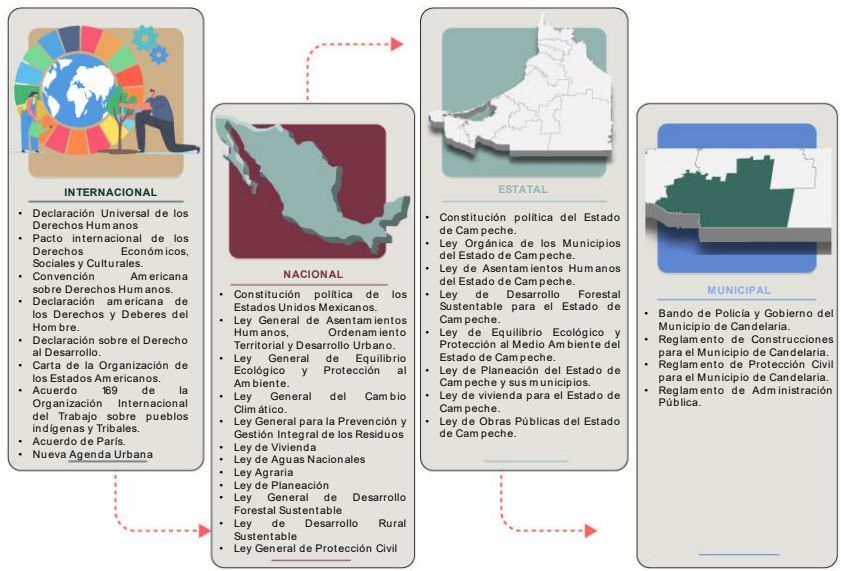 INTERNACIONAL
• Declaración Universal de los
Derechos Humanos
• Pacto internacional de los
Derechos Económicos,
Sociales y Culturales.
• Convención Americana
sobre Derechos Humanos.
• Declaración americana de
los Derechos y Deberes del
Hombre.
• Declaración sobre el Derecho
al Desarrollo.
• Carta de la Organización de
los Estados Americanos.
• Acuerdo 169 de la
Organización Internacional
del Trabajo sobre pueblos
indígenas y Tribales.
• Acuerdo de París.
• Nueva Agenda Urbana
NACIONAL
• Constitución política de los
Estados Unidos Mexicanos.
• Ley General de Asentamientos
Humanos, Ordenamiento
Territorial y Desarrollo Urbano.
• Ley General de Equilibrio
Ecológico y Protección al
Ambiente.
• Ley General del Cambio
Climático.
• Ley General para la Prevención y
Gestión Integral de los Residuos
• Ley de Vivienda
• Ley de Aguas Nacionales
• Ley Agraria
• Ley de Planeación
• Ley General de Desarrollo
Forestal Sustentable
• Ley de Desarrollo Rural
Sustentable
• Ley General de Protección Civil
ESTATAL
• Constitución política del Estado
de Campeche.
• Ley Orgánica de los Municipios
del Estado de Campeche.
• Ley de Asentamientos Humanos
del Estado de Campeche.
• Ley de Desarrollo Forestal
Sustentable para el Estado de
Campeche.
• Ley de Equilibrio Ecológico y
Protección al Medio Ambiente del
Estado de Campeche.
• Ley de Planeación del Estado de
Campeche y sus municipios.
• Ley de vivienda para el Estado de
Campeche.
• Ley de Obras Públicas del Estado
de Campeche.
MUNICIPAL
• Bando de Policía y Gobierno del
Municipio de Candelaria.
• Reglamento de Construcciones
para el Municipio de Candelaria.
• Reglamento de Protección Civil
para el Municipio de Candelaria.
• Reglamento de Administración
Pública.